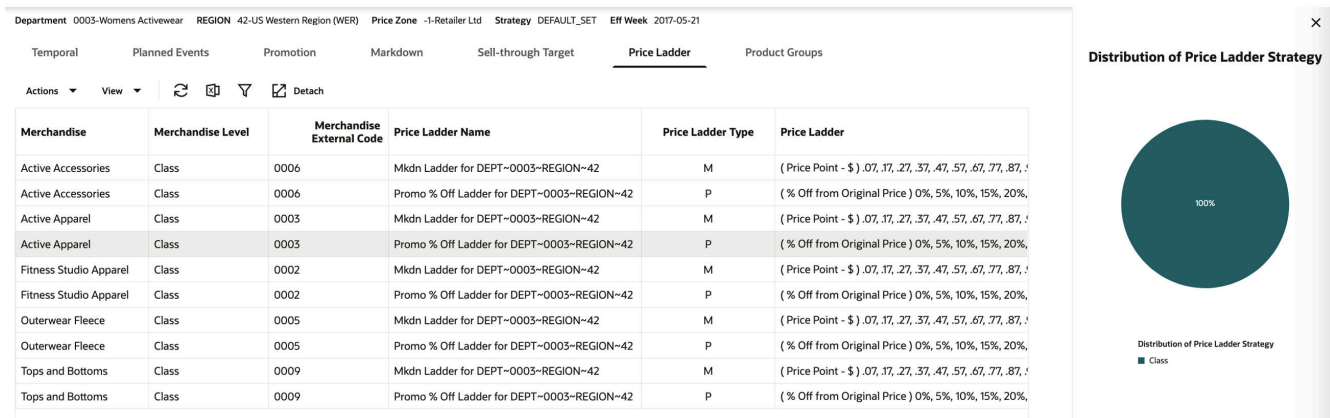 Department 0003-Womens Activewear REGION 42-US Western Region (WER) Price Zone -1-Retailer Ltd Strategy DEFAULT_SET Eff Week 2017-05-21
Temporal Planned Events Promotion Markdown Sell-through Target Price Ladder Product Groups
Actions View Detach
Merchandise Merchandise Level Merchandise External Code Price Ladder Name Price Ladder Type Price Ladder
Active Accessories Class 0006 Mkdn Ladder for DEPT~0003~REGION~42 M ( Price Point - $ ) .07, .17, .27, .37, .47, .57, .67, .77, .87,
Active Accessories Class 0006 Promo % Off Ladder for DEPT~0003~REGION~42 P ( % Off from Original Price ) 0%, 5%, 10%, 15%, 20%,
Active Apparel Class 0003 Mkdn Ladder for DEPT~0003~REGION~42 M ( Price Point - $ ) .07, .17, .27, .37, .47, .57, .67, .77, .87,
Active Apparel Class 0003 Promo % Off Ladder for DEPT~0003~REGION~42 P ( % Off from Original Price ) 0%, 5%, 10%, 15%, 20%,
Fitness Studio Apparel Class 0002 Mkdn Ladder for DEPT~0003~REGION~42 M ( Price Point - $ ) .07, .17, .27, .37, .47, .57, .67, .77, .87,
Fitness Studio Apparel Class 0002 Promo % Off Ladder for DEPT~0003~REGION~42 P ( % Off from Original Price ) 0%, 5%, 10%, 15%, 20%,
Outerwear Fleece Class 0005 Mkdn Ladder for DEPT~0003~REGION~42 M ( Price Point - $ ) .07, .17, .27, .37, .47, .57, .67, .77, .87,
Outerwear Fleece Class 0005 Promo % Off Ladder for DEPT~0003~REGION~42 P ( % Off from Original Price ) 0%, 5%, 10%, 15%, 20%,
Tops and Bottoms Class 0009 Mkdn Ladder for DEPT~0003~REGION~42 M ( Price Point - $ ) .07, .17, .27, .37, .47, .57, .67, .77, .87,
Tops and Bottoms Class 0009 Promo % Off Ladder for DEPT~0003~REGION~42 P ( % Off from Original Price ) 0%, 5%, 10%, 15%, 20%,
Distribution of Price Ladder Strategy
100%
Distribution of Price Ladder Strategy
Class